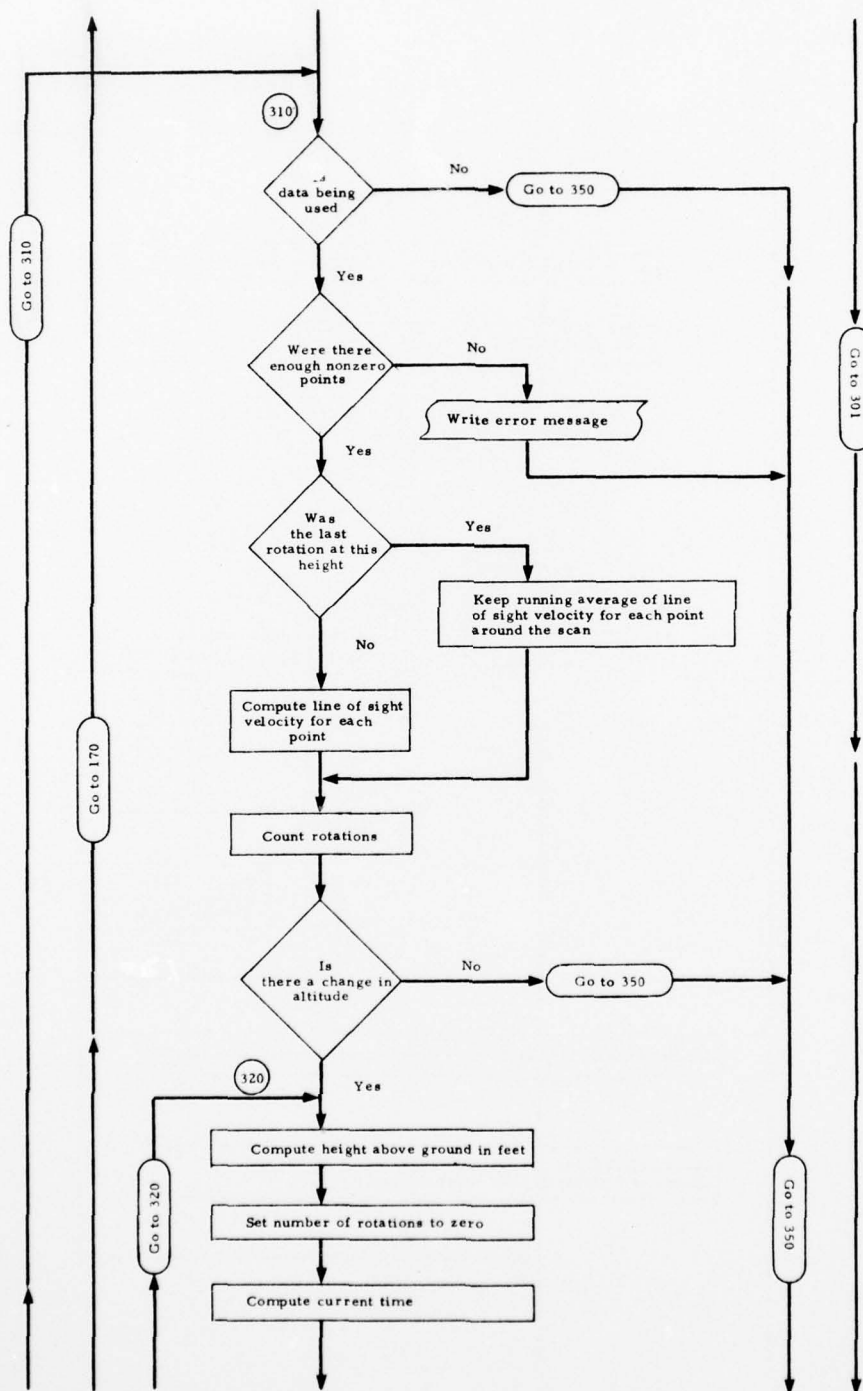 310
data being
used
No
Go to 350
Yes
Go to 310
Were there
enough nonzero
points
No
Write error message
Yes
Go to 301
Was
the last
rotation at this
height
Yes
Keep running average of line
of sight velocity for each point
around the scan
No
Compute line of sight
velocity for each
point
Go to 170
Count rotations
Is
there a change in
altitude
No
Go to 350
Yes
320
Compute height above ground in feet
Set number of rotations to zero
Compute current time
Go to 320
Go to 350